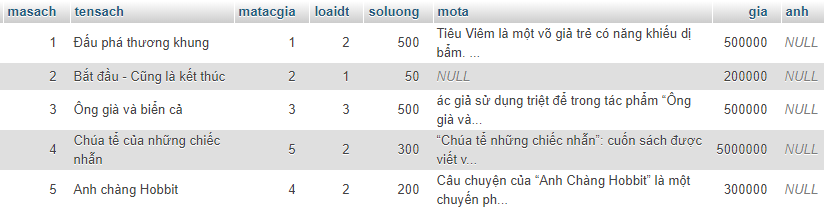 masach tensach matacgia loaidt soluong mota gia anh
1 Đấu phá thương khung 1 2 500 Tiêu Viêm là một võ giả trẻ có năng khiếu dị bẩm. ... 500000 NULL
2 Bắt đầu - Cũng là kết thúc 2 1 50 NULL 200000 NULL
3 Ông già và biển cả 3 3 500 ác giả sử dụng triệt để trong tác phẩm “Ông già và... 500000 NULL
4 Chúa tể của những chiếc nhẫn 5 2 300 “Chúa tể những chiếc nhẫn”: cuốn sách được viết v... 5000000 NULL
5 Anh chàng Hobbit 4 2 200 Câu chuyện của “Anh Chàng Hobbit” là một chuyến ph... 300000 NULL